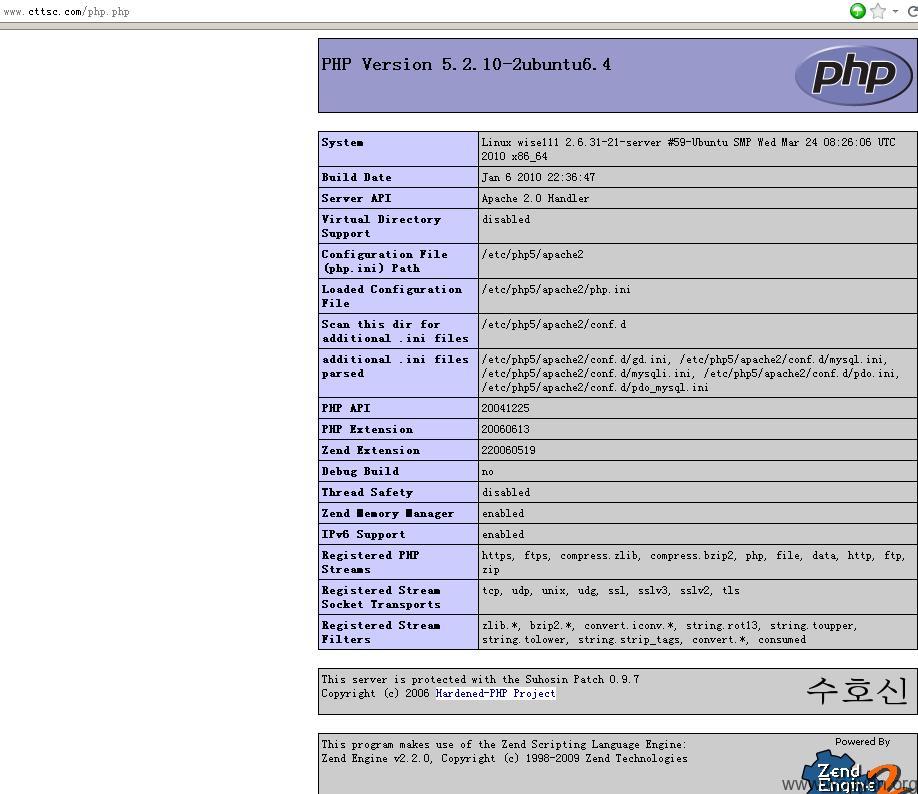 www.cttsc.com/php.php
PHP Version 5.2.10-2ubuntu6.4
php
System Linux wise111 2.6.31-21-server #59-Ubuntu SMP Wed Mar 24 08:26:06 UTC
2010 x86_64
Build Date Jan 6 2010 22:36:47
Server API Apache 2.0 Handler
Virtual Directory disabled
Support
Configuration File /etc/php5/apache2
(php.ini) Path
Loaded Configuration /etc/php5/apache2/php.ini
File
Scan this dir for /etc/php5/apache2/conf.d
additional .ini files
additional .ini files /etc/php5/apache2/conf.d/gd.ini, /etc/php5/apache2/conf.d/mysql.ini,
parsed /etc/php5/apache2/conf.d/mysqli.ini, /etc/php5/apache2/conf.d/pdo.ini,
/etc/php5/apache2/conf.d/pdo_mysql.ini
PHP API 20041225
PHP Extension 20060613
Zend Extension 220060519
Debug Build no
Thread Safety disabled
Zend Memory Manager enabled
IPv6 Support enabled
Registered PHP https, ftps, compress.zlib, compress.bzip2, php, file, data, http, ftp,
Streams zip
Registered Stream tcp, udp, unix, udg, ssl, sslv3, sslv2, tls
Socket Transports
Registered Stream zlib.*, bzip2.*, convert.iconv.*, string.rot13, string.toupper,
Filters string.tolower, string.strip_tags, convert.*, consumed
This server is protected with the Suhosin Patch 0.9.7
Copyright (c) 2006 Hardened-PHP Project
수호신
This program makes use of the Zend Scripting Language Engine:
Zend Engine v2.2.0, Copyright (c) 1998-2009 Zend Technologies
Powered By
Zend
Engine 2